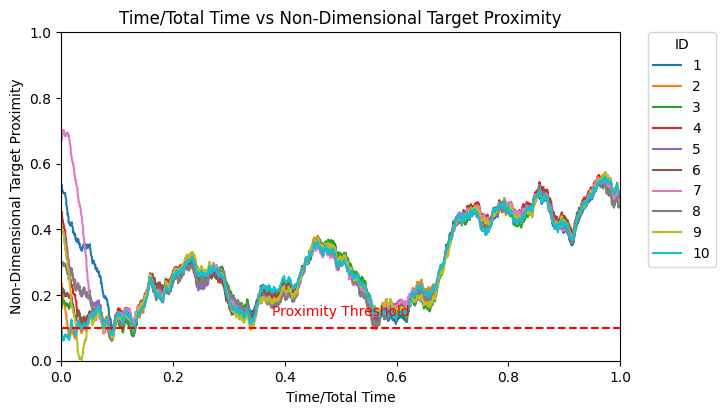 Time/Total Time vs Non-Dimensional Target Proximity
Non-Dimensional Target Proximity
1.0
0.8
0.6
0.4
0.2
0.0
Proximity Threshold
0.0 0.2 0.4 0.6 0.8 1.0
Time/Total Time
ID
1
2
3
4
5
6
7
8
9
10